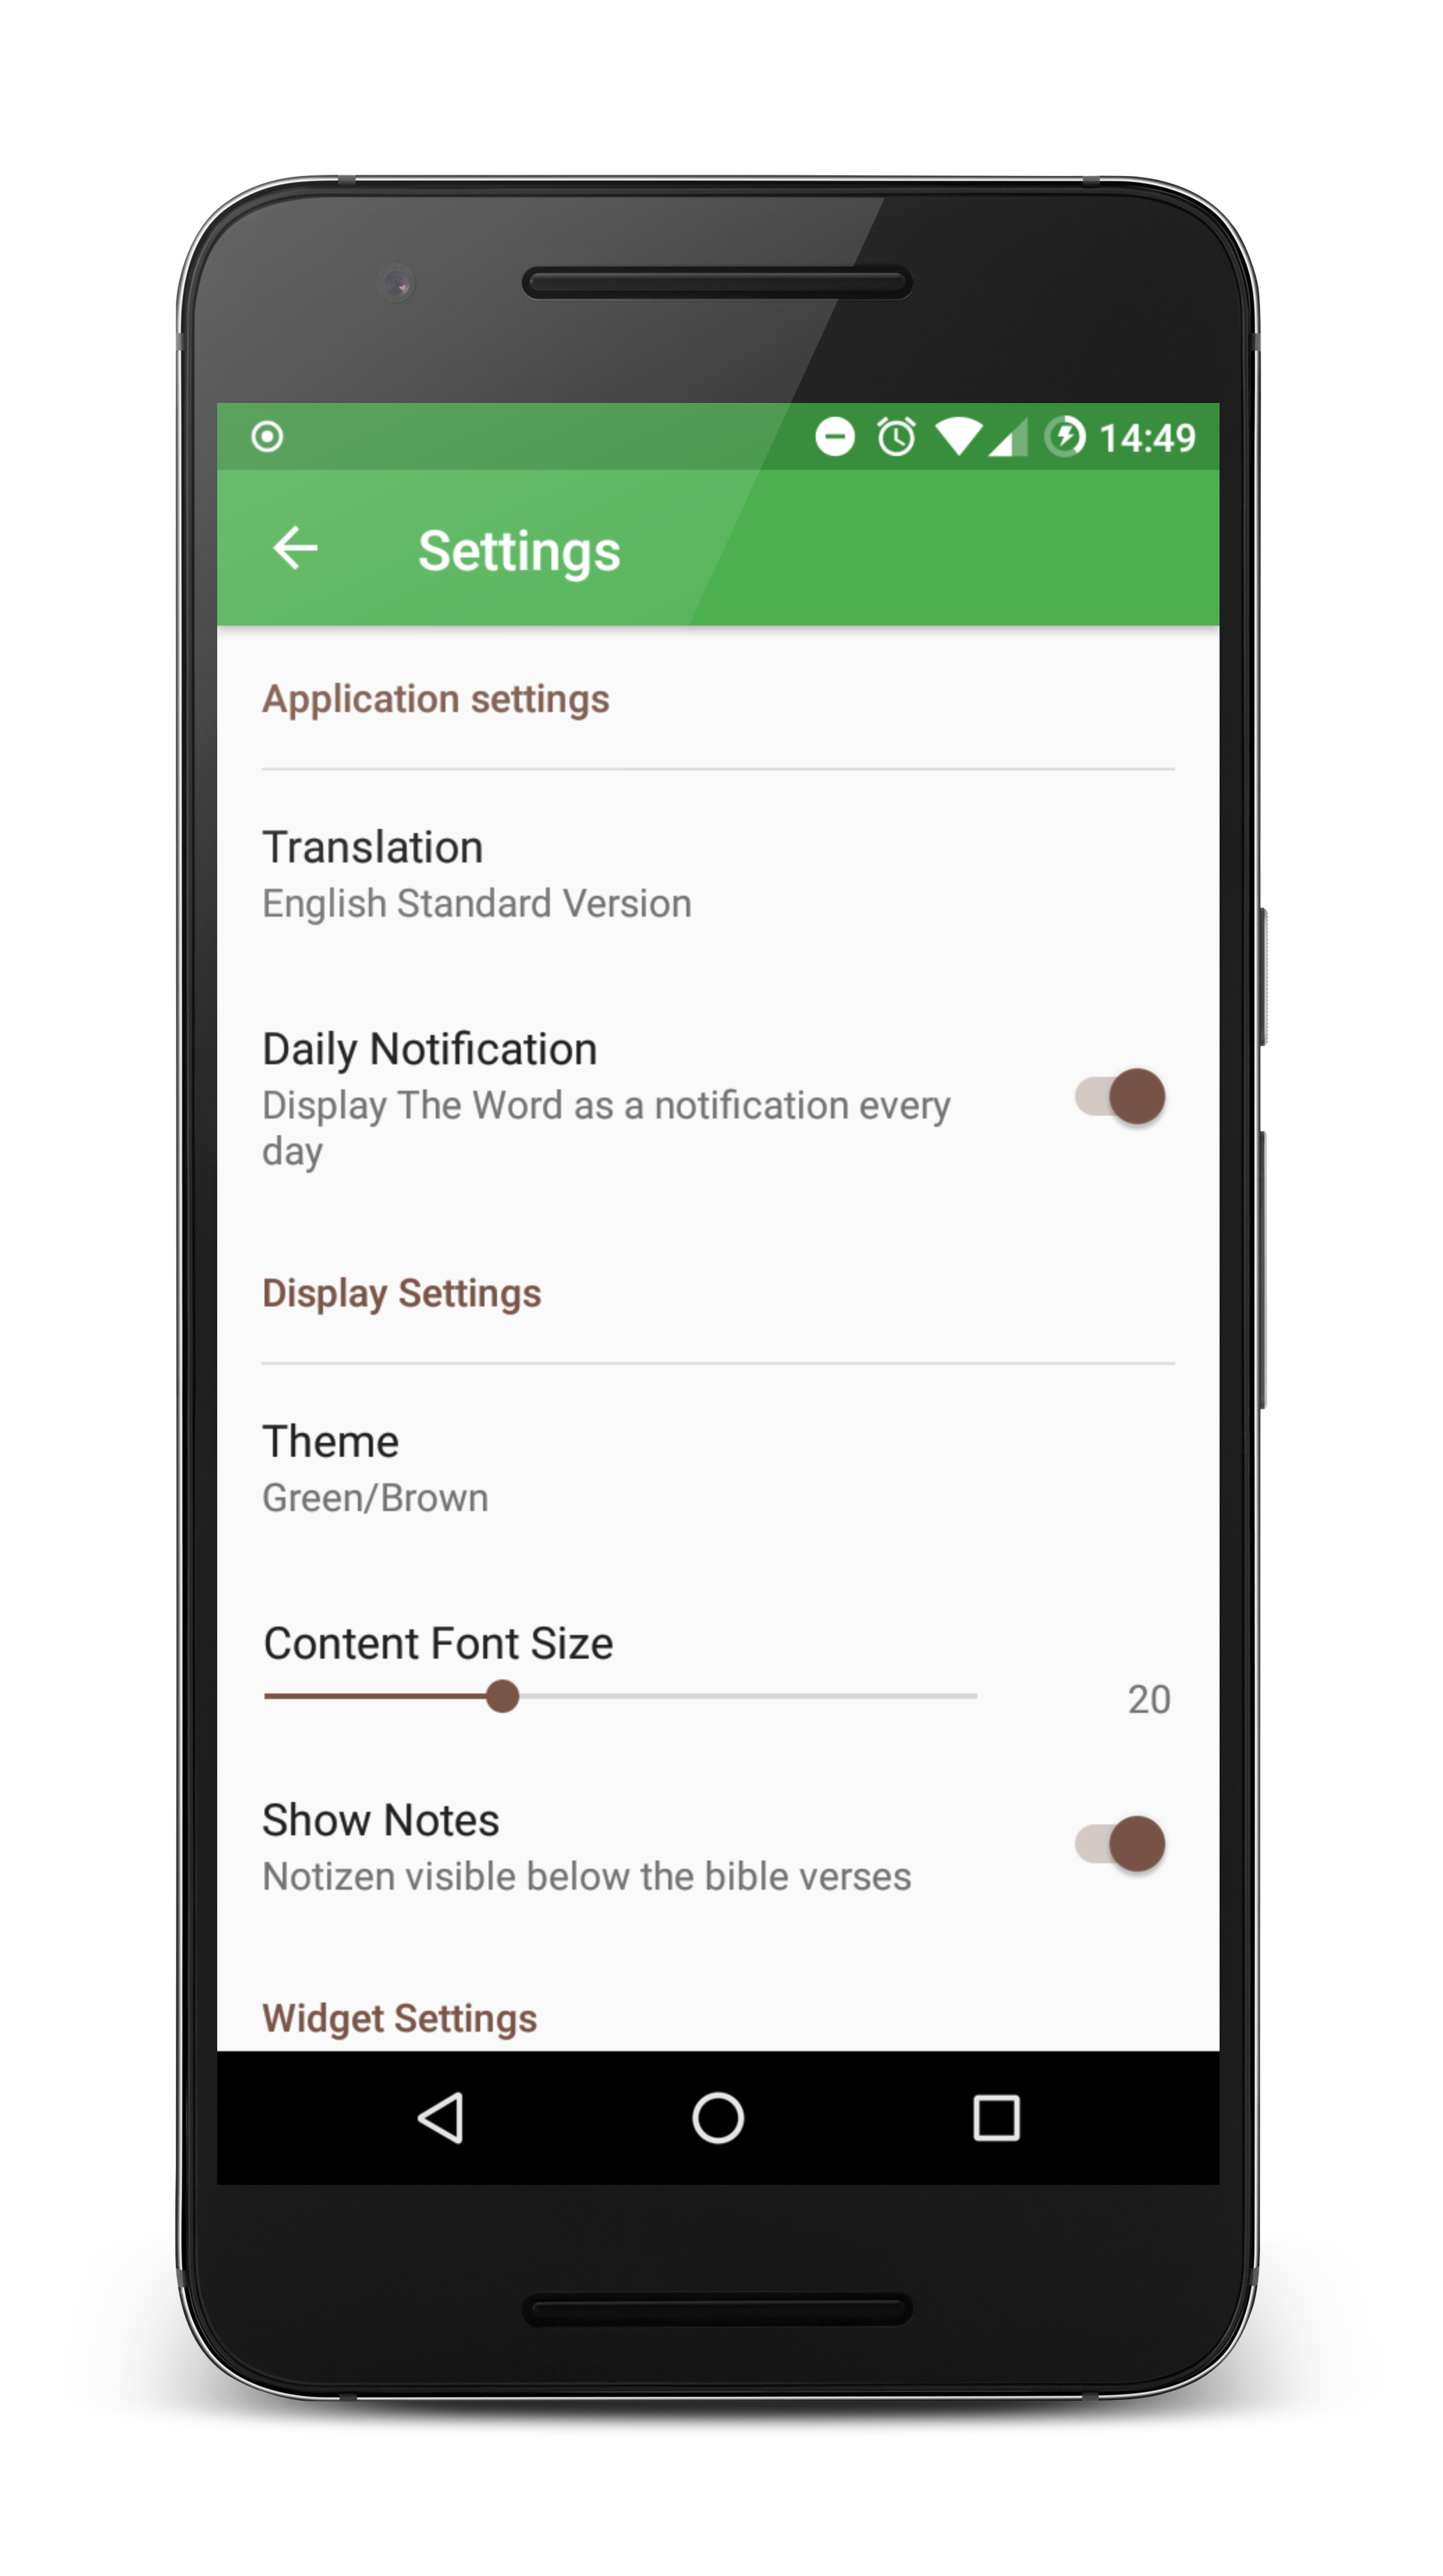 14:49
Settings
Application settings
Translation
English Standard Version
Daily Notification
Display The Word as a notification every
day
Display Settings
Theme
Green/Brown
Content Font Size
20
Show Notes
Notizen visible below the bible verses
Widget Settings